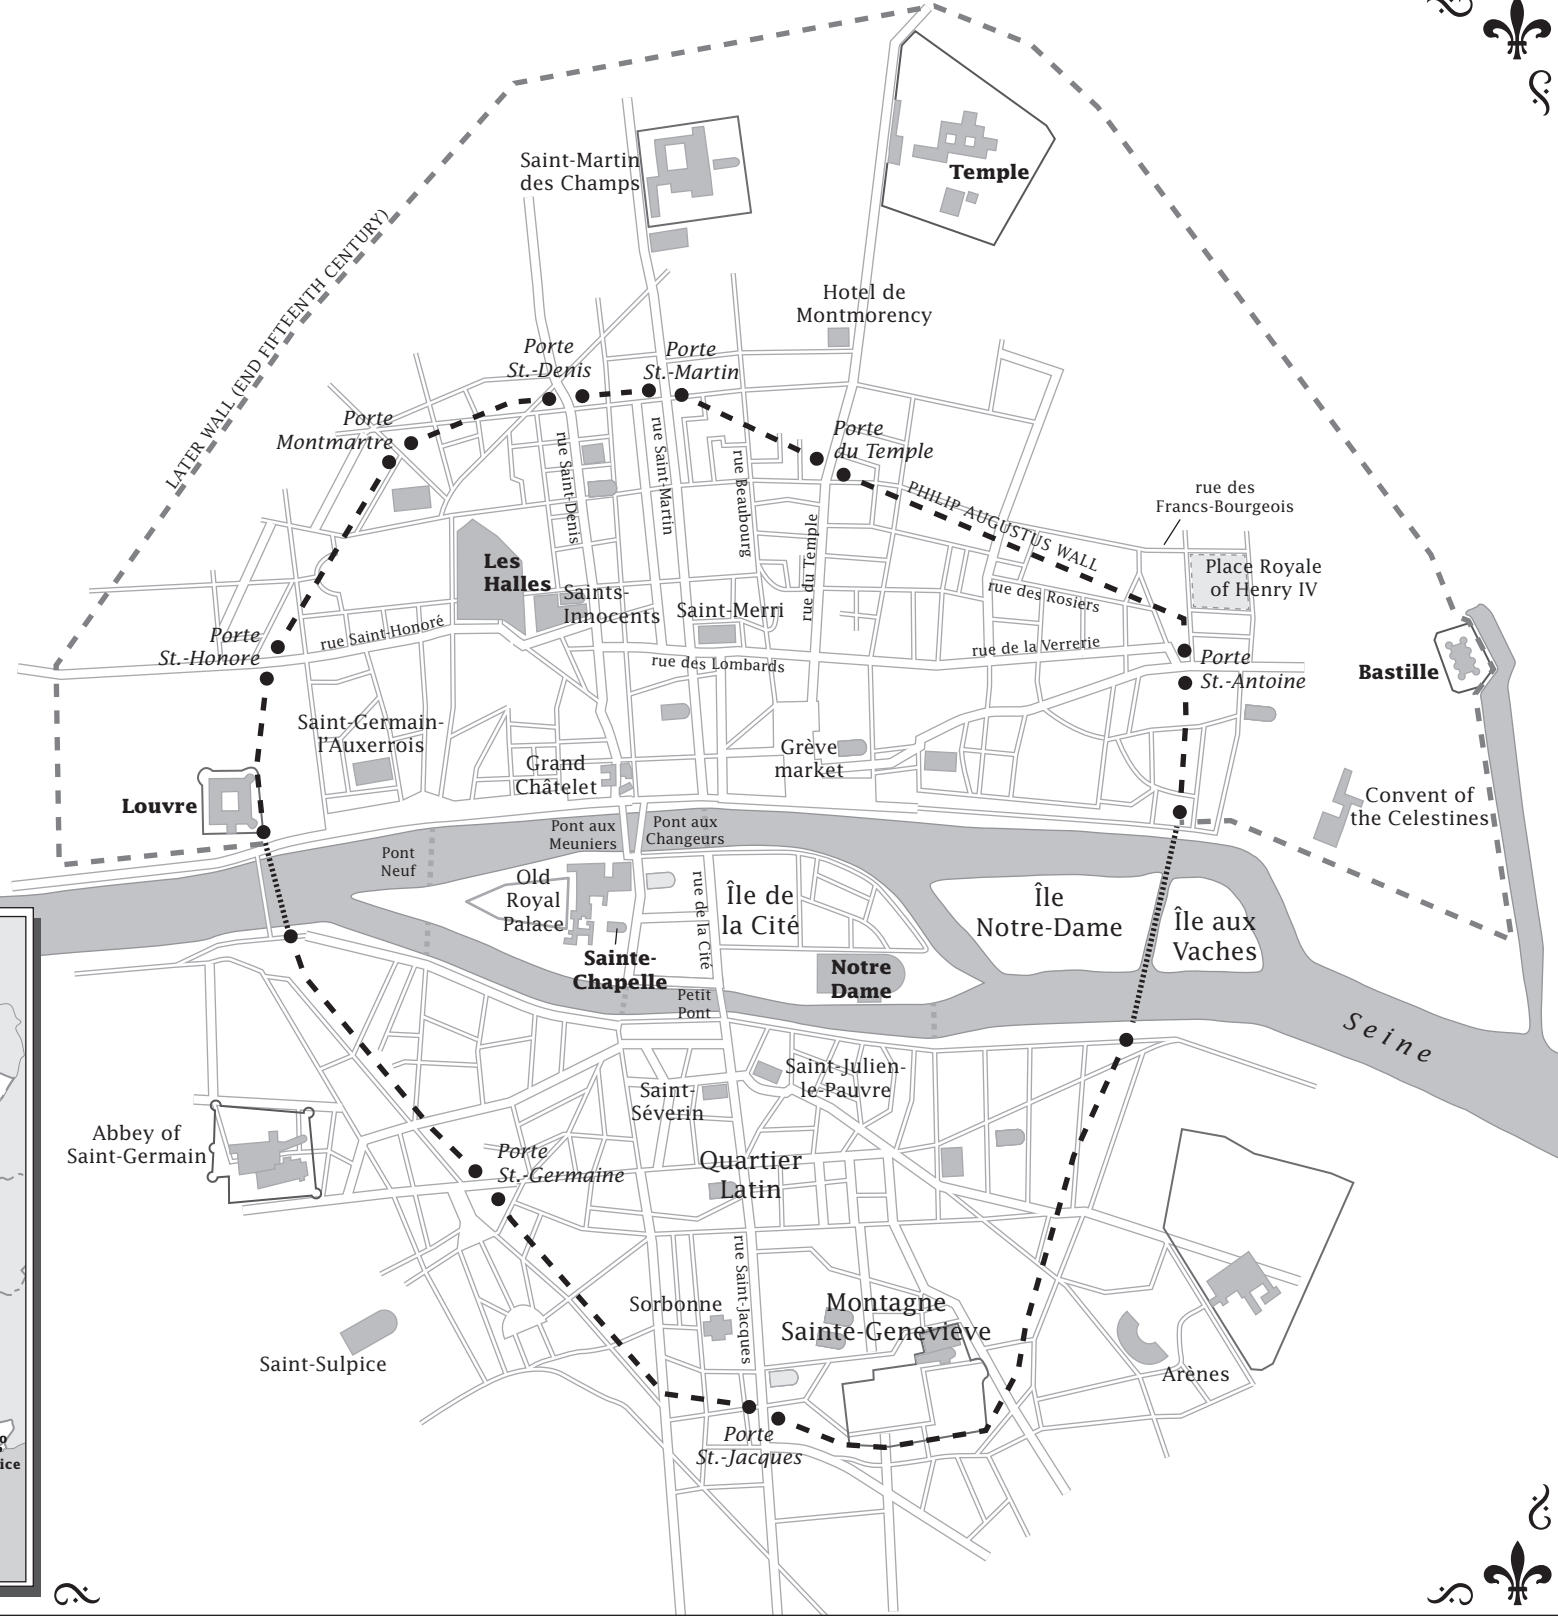 Saint-Martin
des Champs
Temple
LATER WALL (END FIFTEENTH CENTURY)
Hotel de
Montmorency
Porte
St.-Denis
Porte
St.-Martin
Porte
Montmartre
Porte
du Temple
rue Saint-Denis
rue Saint-Martin
rue Beaubourg
rue du Temple
PHILIP AUGUSTUS WALL
rue des
Francs-Bourgeois
Place Royale
of Henry IV
Les
Halles
Saints-
Innocents
Saint-Merri
rue des Rosiers
rue Saint-Honoré
Porte
St.-Honore
rue des Lombards
rue de la Verrerie
Porte
St.-Antoine
Bastille
Saint-Germain-
l'Auxerrois
Grand
Châtelet
Grève
market
Louvre
Convent of
the Celestines
Pont
Neuf
Pont aux
Meuniers
Pont aux
Changeurs
Old
Royal
Palace
rue de la Cité
Île de
la Cité
Île
Notre-Dame
Île aux
Vaches
Sainte-
Chapelle
Notre
Dame
Petit
Pont
Seine
Saint-Julien-
le-Pauvre
Saint-
Séverin
Abbey of
Saint-Germain
Porte
St.-Germaine
Quartier
Latin
rue Saint-Jacques
Sorbonne
Montagne
Sainte-Geneviève
Saint-Sulpice
Arènes
Porte
St.-Jacques